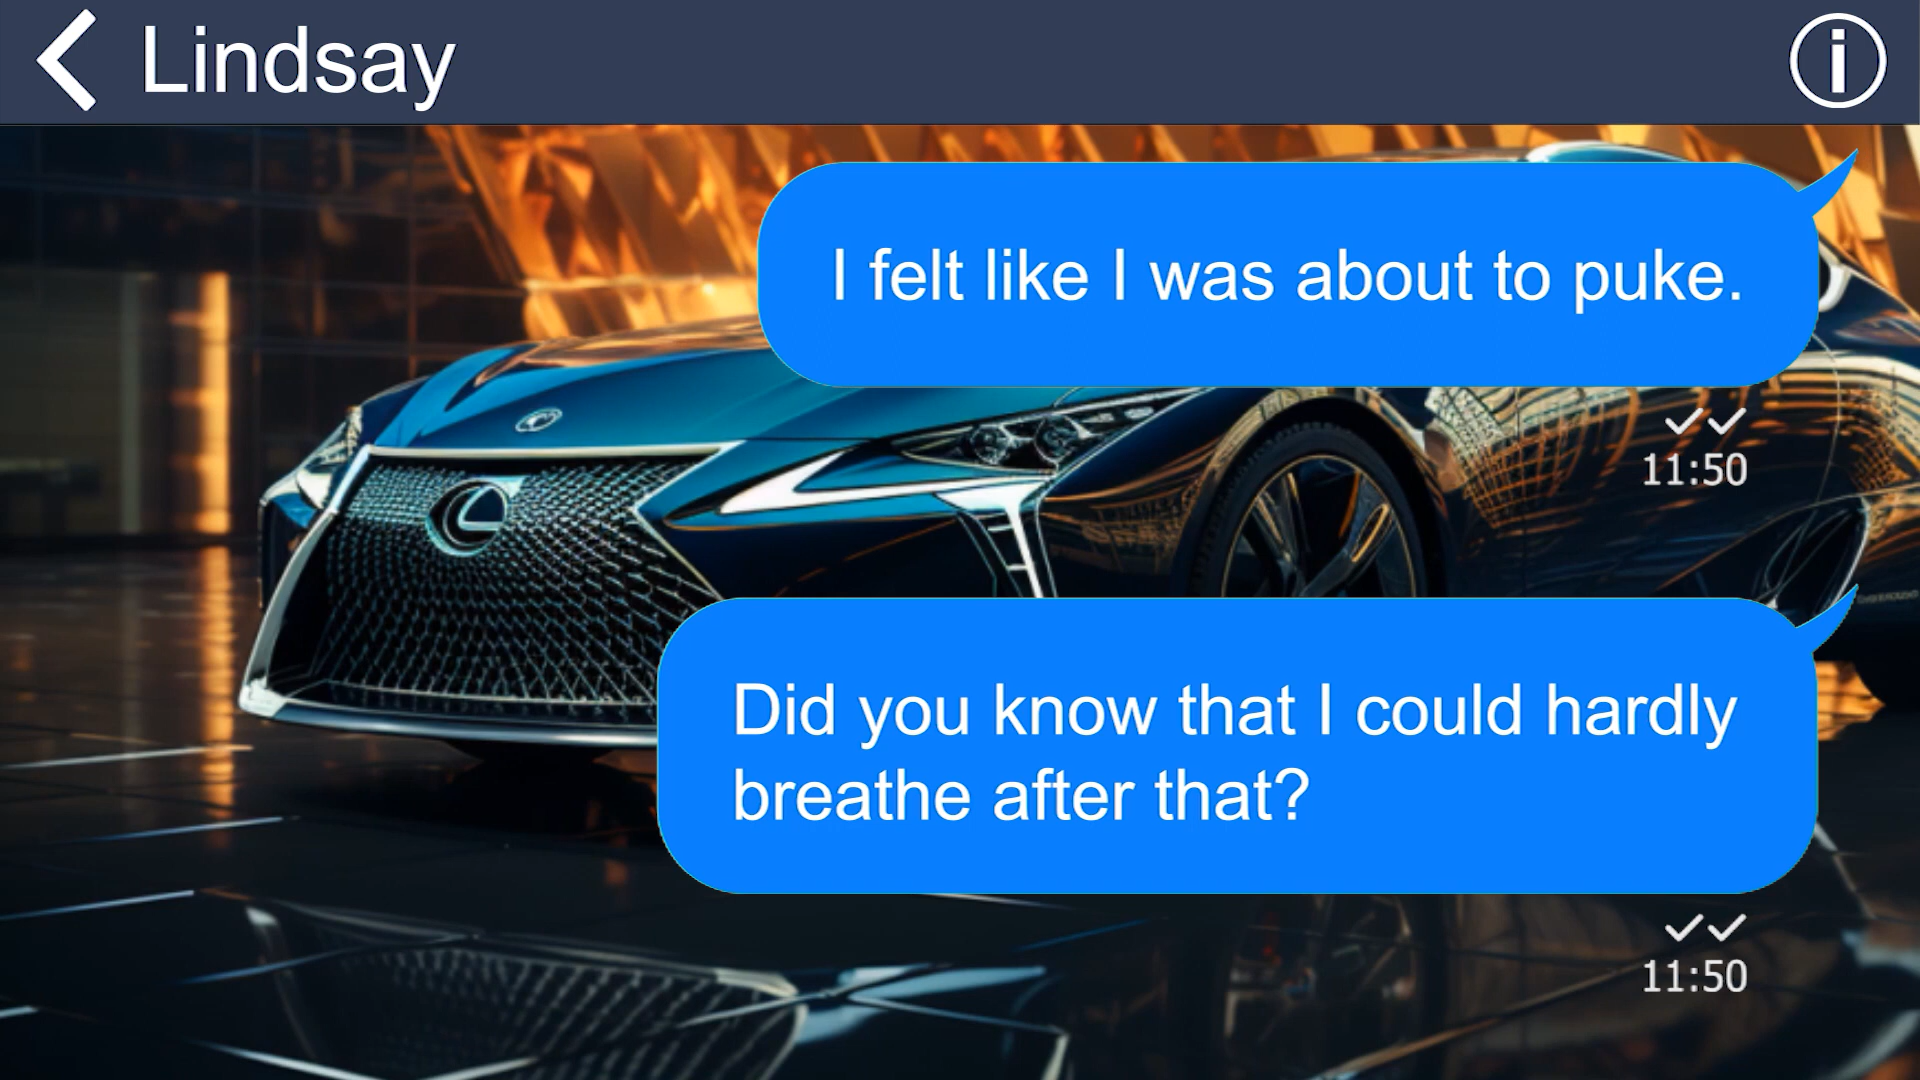 Lindsay
I felt like I was about to puke.
11:50
Did you know that I could hardly
breathe after that?
11:50